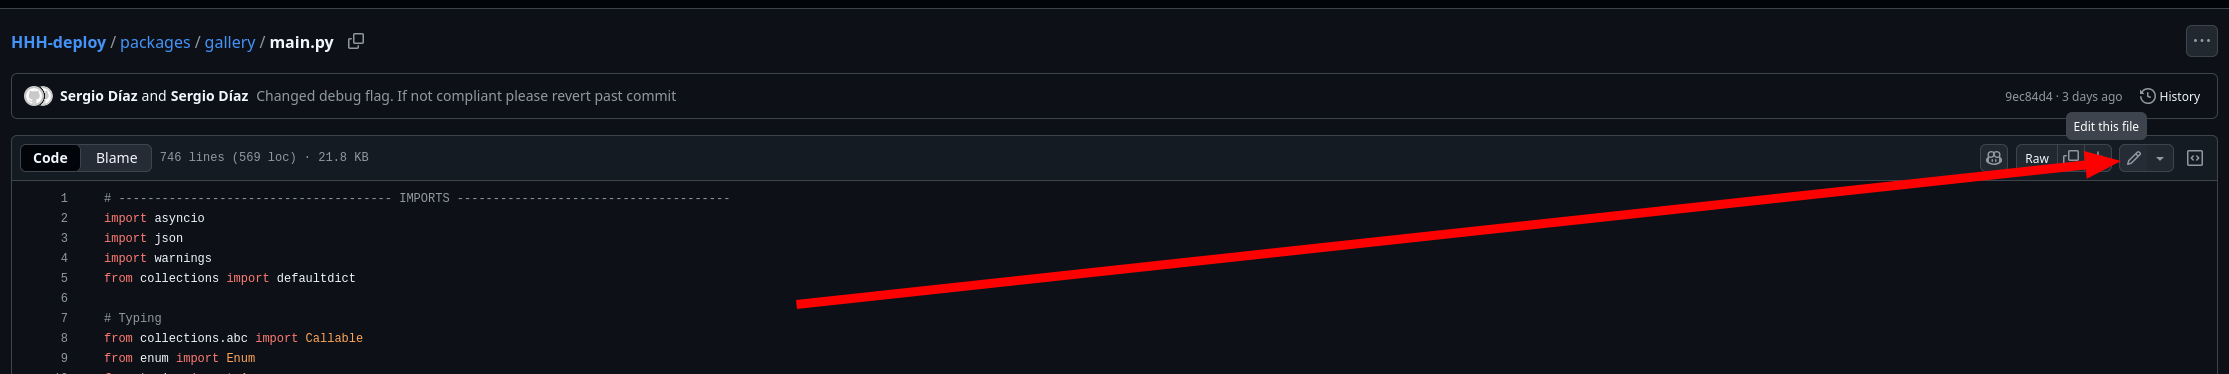 HHH-deploy / packages / gallery / main.py
Sergio Díaz and Sergio Díaz Changed debug flag. If not compliant please revert past commit
9ec84d4 · 3 days ago History
Edit this file
Code Blame 746 lines (569 loc) · 21.8 KB Raw
1 # -------------------------------------- IMPORTS --------------------------------------
2 import asyncio
3 import json
4 import warnings
5 from collections import defaultdict
6
7 # Typing
8 from collections.abc import Callable
9 from enum import Enum